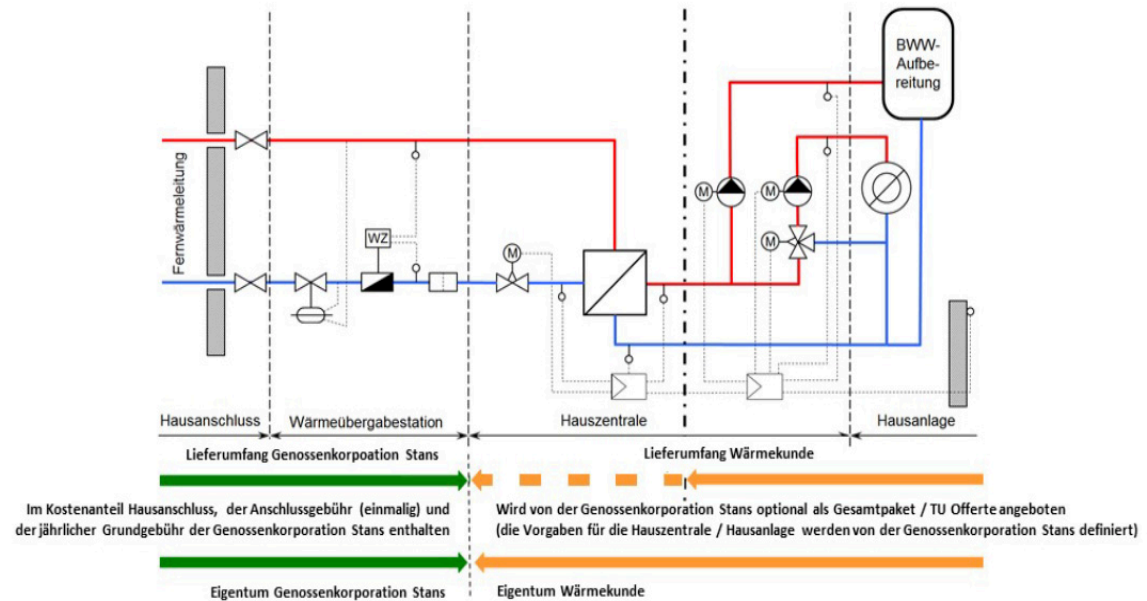 BWW-
Aufbe-
reitung
Fernwärmeleitung
WZ
M
M
M
M
Hausanschluss
Wärmeübergabestation
Hauszentrale
Hausanlage
Lieferumfang Genossenkorpoation Stans
Lieferumfang Wärmekunde
Im Kostenanteil Hausanschluss, der Anschlussgebühr (einmalig) und
der jährlicher Grundgebühr der Genossenkorporation Stans enthalten
Wird von der Genossenkorporation Stans optional als Gesamtpaket / TU Offerte angeboten
(die Vorgaben für die Hauszentrale / Hausanlage werden von der Genossenkorporation Stans definiert)
Eigentum Genossenkorporation Stans
Eigentum Wärmekunde